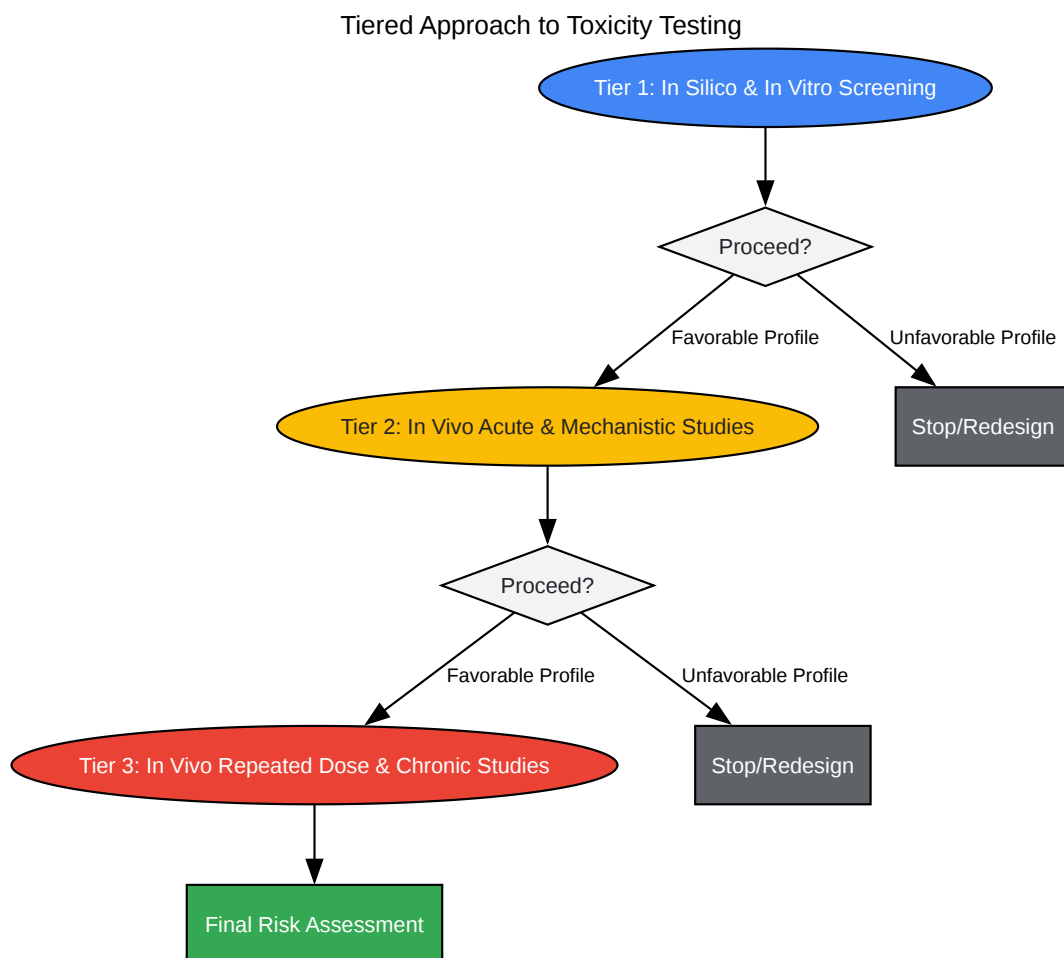 Tiered Approach to Toxicity Testing
Tier 1: In Silico & In Vitro Screening
Proceed?
Favorable Profile
Unfavorable Profile
Tier 2: In Vivo Acute & Mechanistic Studies
Stop/Redesign
Proceed?
Favorable Profile
Unfavorable Profile
Tier 3: In Vivo Repeated Dose & Chronic Studies
Stop/Redesign
Final Risk Assessment